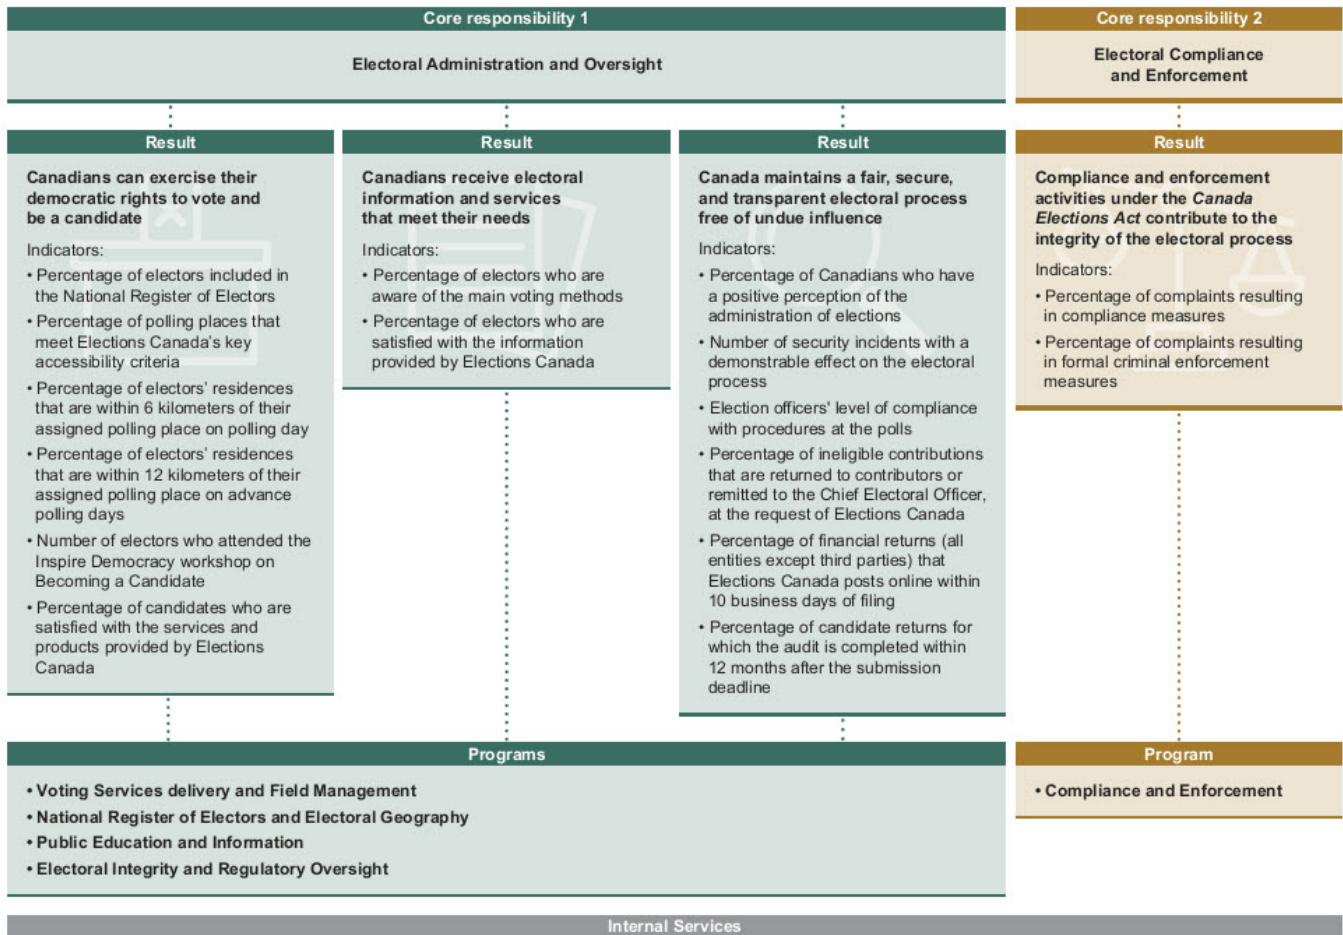 Core responsibility 1
Electoral Administration and Oversight
Core responsibility 2
Electoral Compliance
and Enforcement
Result
Canadians can exercise their
democratic rights to vote and
be a candidate
Indicators:
• Percentage of electors included in
the National Register of Electors
• Percentage of polling places that
meet Elections Canada's key
accessibility criteria
• Percentage of electors' residences
that are within 6 kilometers of their
assigned polling place on polling day
• Percentage of electors' residences
that are within 12 kilometers of their
assigned polling place on advance
polling days
• Number of electors who attended the
Inspire Democracy workshop on
Becoming a Candidate
• Percentage of candidates who are
satisfied with the services and
products provided by Elections
Canada
Result
Canadians receive electoral
information and services
that meet their needs
Indicators:
• Percentage of electors who are
aware of the main voting methods
• Percentage of electors who are
satisfied with the information
provided by Elections Canada
Result
Canada maintains a fair, secure,
and transparent electoral process
free of undue influence
Indicators:
• Percentage of Canadians who have
a positive perception of the
administration of elections
• Number of security incidents with a
demonstrable effect on the electoral
process
• Election officers' level of compliance
with procedures at the polls
• Percentage of ineligible contributions
that are returned to contributors or
remitted to the Chief Electoral Officer,
at the request of Elections Canada
• Percentage of financial returns (all
entities except third parties) that
Elections Canada posts online within
10 business days of filing
• Percentage of candidate returns for
which the audit is completed within
12 months after the submission
deadline
Result
Compliance and enforcement
activities under the Canada
Elections Act contribute to the
integrity of the electoral process
Indicators:
• Percentage of complaints resulting
in compliance measures
• Percentage of complaints resulting
in formal criminal enforcement
measures
Programs
• Voting Services delivery and Field Management
• National Register of Electors and Electoral Geography
• Public Education and Information
• Electoral Integrity and Regulatory Oversight
Program
• Compliance and Enforcement
Internal Services